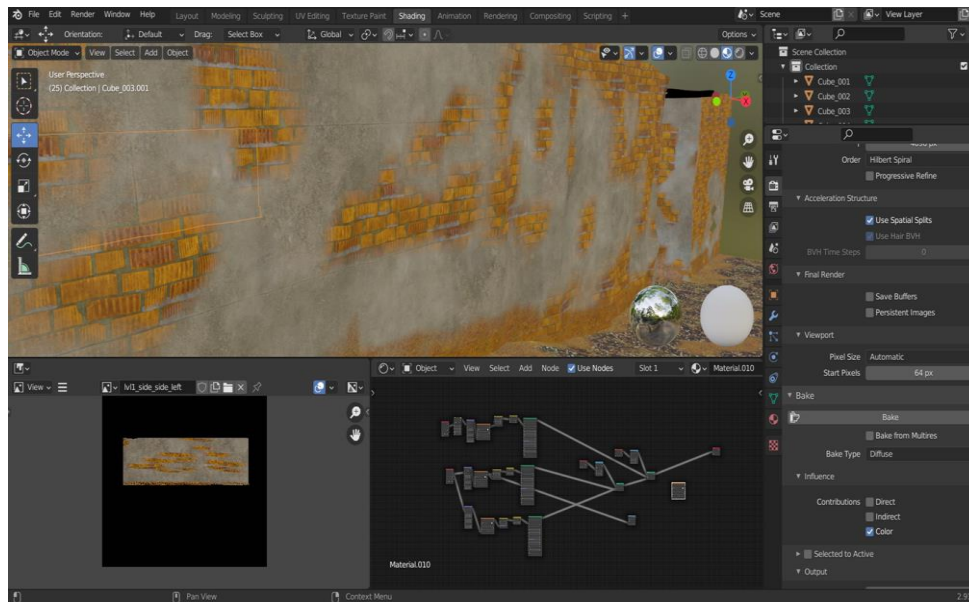 File Edit Render Window Help Layout Modeling Sculpting UV Editing Texture Paint Shading Animation Rendering Compositing Scripting + Scene View Layer
Orientation: Default Drag: Select Box Global Options
Object Mode View Select Add Object
User Perspective
(25) Collection | Cube_003.001
Scene Collection
Collection
Cube_001
Cube_002
Cube_003
Order Hilbert Spiral
Progressive Refine
Acceleration Structure
Use Spatial Splits
Use Hair BVH
BVH Time Steps 0
Final Render
Save Buffers
Persistent Images
Viewport
Pixel Size Automatic
Start Pixels 64 px
Bake
Bake
Bake from Multires
Bake Type Diffuse
Influence
Contributions Direct
Indirect
Color
Selected to Active
Output
View lvl1_side_side_left
Object View Select Add Node Use Nodes Slot 1 Material.010
Material.010
Pan View Context Menu